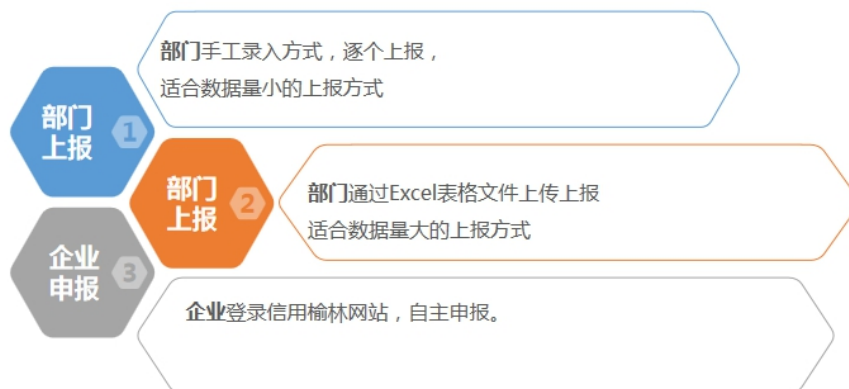 部门手工录入方式，逐个上报，
适合数据量小的上报方式
部门
上报
1
部门
上报
2
部门通过Excel表格文件上传上报
适合数据量大的上报方式
企业
申报
3
企业登录信用榆林网站，自主申报。